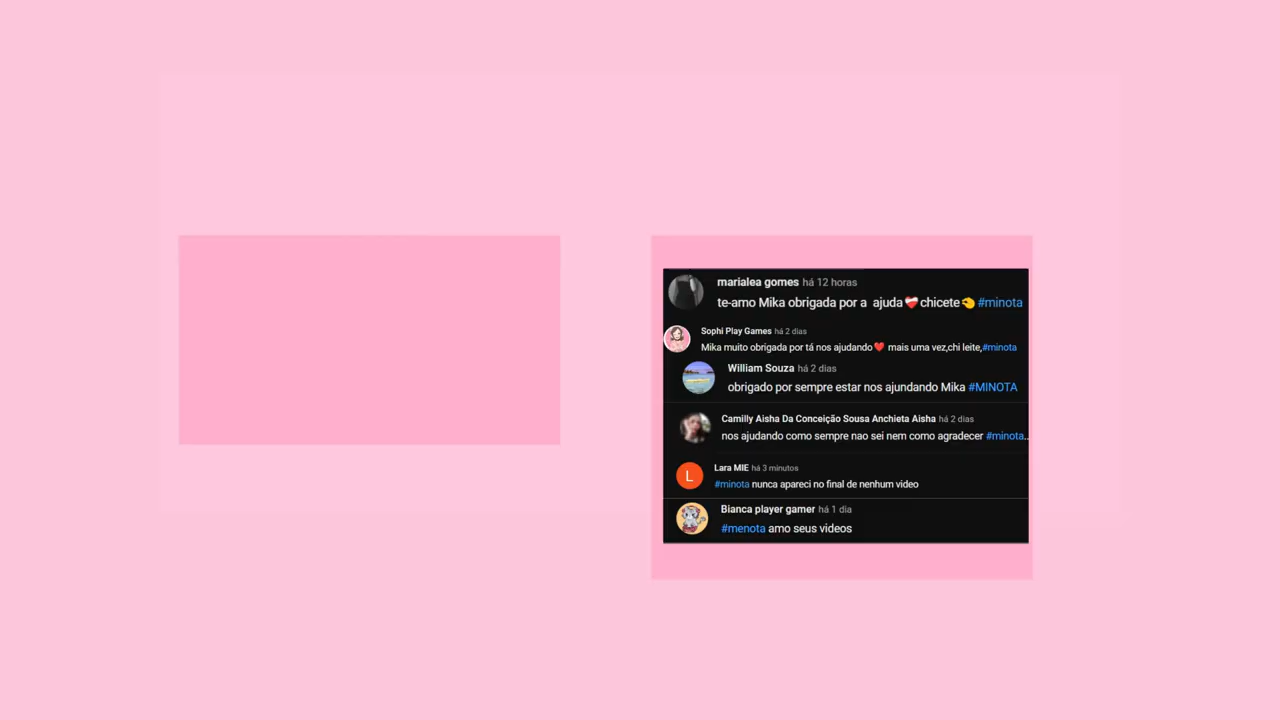 marialea gomes há 12 horas
te-amo Mika obrigada por a ajuda❤️‍🩹chicete🤏#minota
Sophi Play Games há 2 dias
Mika muito obrigada por tá nos ajudando❤️ mais uma vez,chi leite,#minota
William Souza há 2 dias
obrigado por sempre estar nos ajundando Mika #MINOTA
Camilly Aisha Da Conceição Sousa Anchieta Aisha há 2 dias
nos ajudando como sempre nao sei nem como agradecer #minota..
L
Lara MIE há 3 minutos
#minota nunca apareci no final de nenhum video
Bianca player gamer há 1 dia
#menota amo seus videos